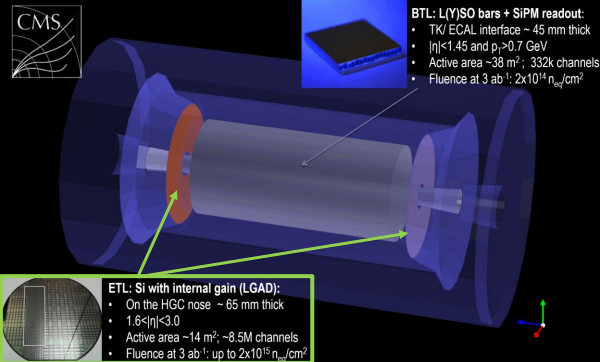 CMS
BTL: L(Y)SO bars + SiPM readout:
• TK/ ECAL interface ~ 45 mm thick
• |η|<1.45 and pT>0.7 GeV
• Active area ~38 m²; 332k channels
• Fluence at 3 ab⁻¹: 2x10¹⁴ neq/cm²
ETL: Si with internal gain (LGAD):
• On the HGC nose ~ 65 mm thick
• 1.6<|η|<3.0
• Active area ~14 m²; ~8.5M channels
• Fluence at 3 ab⁻¹: up to 2x10¹⁵ neq/cm²